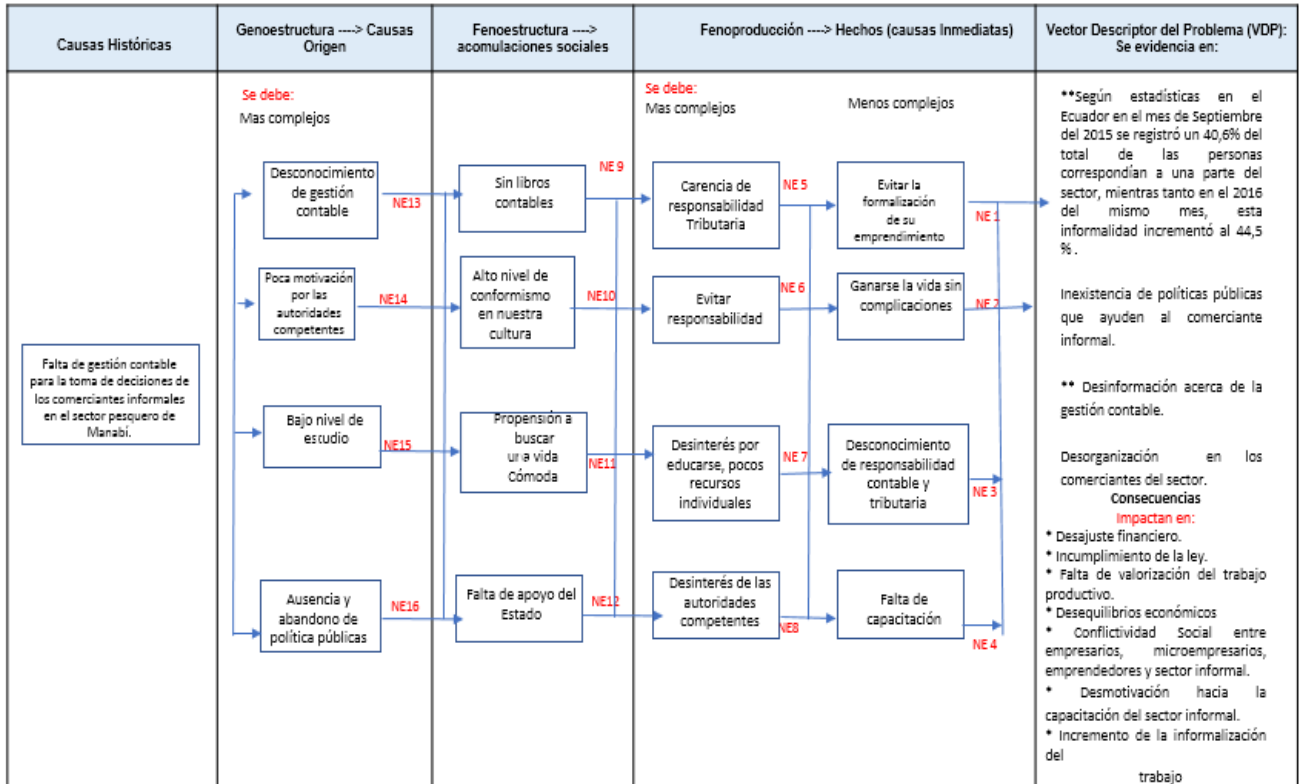 Causas Históricas
Genoestructura ----> Causas
Origen
Fenoestructura ---->
acomulaciones sociales
Fenoproducción ----> Hechos (causas Inmediatas)
Vector Descriptor del Problema (VDP):
Se evidencia en:
Falta de gestión contable
para la toma de decisiones de
los comerciantes informales
en el sector pesquero de
Manabí.
Se debe:
Mas complejos
Desconocimiento
de gestión
contable
NE13
Poca motivación
por las
autoridades
competentes
NE14
Bajo nivel de
estudio
NE15
Ausencia y
abandono de
política públicas
NE16
Sin libros
contables
NE 9
Alto nivel de
conformismo
en nuestra
cultura
NE10
Propensión a
buscar
una vida
Cómoda
NE11
Falta de apoyo del
Estado
NE12
Se debe:
Mas complejos
Menos complejos
Carencia de
responsabilidad
Tributaria
NE 5
Evitar la
formalización
de su
emprendimiento
NE 1
Evitar
responsabilidad
NE 6
Ganarse la vida sin
complicaciones
NE 2
Desinterés por
educarse, pocos
recursos
individuales
NE 7
Desconocimiento
de responsabilidad
contable y
tributaria
NE 3
Desinterés de las
autoridades
competentes
NE8
Falta de
capacitación
NE 4
**Según estadísticas en el
Ecuador en el mes de Septiembre
del 2015 se registró un 40,6% del
total de las personas
correspondían a una parte del
sector, mientras tanto en el 2016
del mismo mes, esta
informalidad incrementó al 44,5
% .
Inexistencia de políticas públicas
que ayuden al comerciante
informal.
** Desinformación acerca de la
gestión contable.
Desorganización en los
comerciantes del sector.
Consecuencias
Impactan en:
* Desajuste financiero.
* Incumplimiento de la ley.
* Falta de valorización del trabajo
productivo.
* Desequilibrios económicos
* Conflictividad Social entre
empresarios, microempresarios,
emprendedores y sector informal.
* Desmotivación hacia la
capacitación del sector informal.
* Incremento de la informalización
del
trabajo